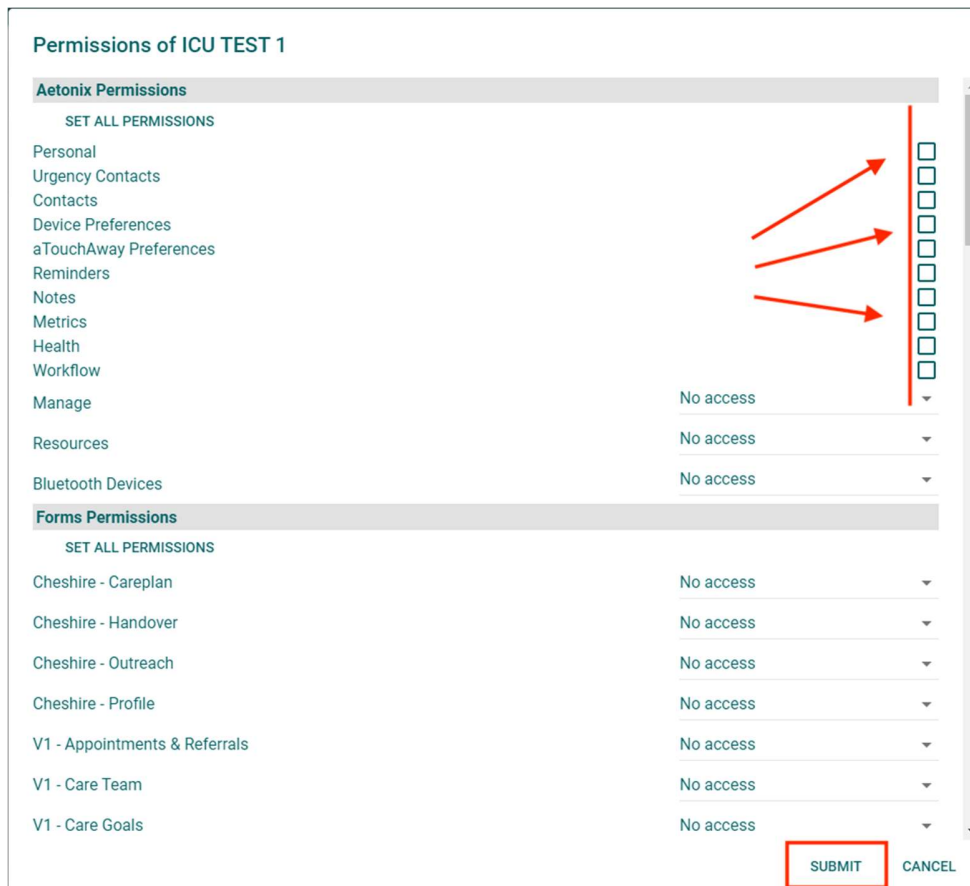 Permissions of ICU TEST 1
Aetonix Permissions
SET ALL PERMISSIONS
Personal
Urgency Contacts
Contacts
Device Preferences
aTouchAway Preferences
Reminders
Notes
Metrics
Health
Workflow
Manage No access
Resources No access
Bluetooth Devices No access
Forms Permissions
SET ALL PERMISSIONS
Cheshire - Careplan No access
Cheshire - Handover No access
Cheshire - Outreach No access
Cheshire - Profile No access
V1 - Appointments & Referrals No access
V1 - Care Team No access
V1 - Care Goals No access
SUBMIT CANCEL